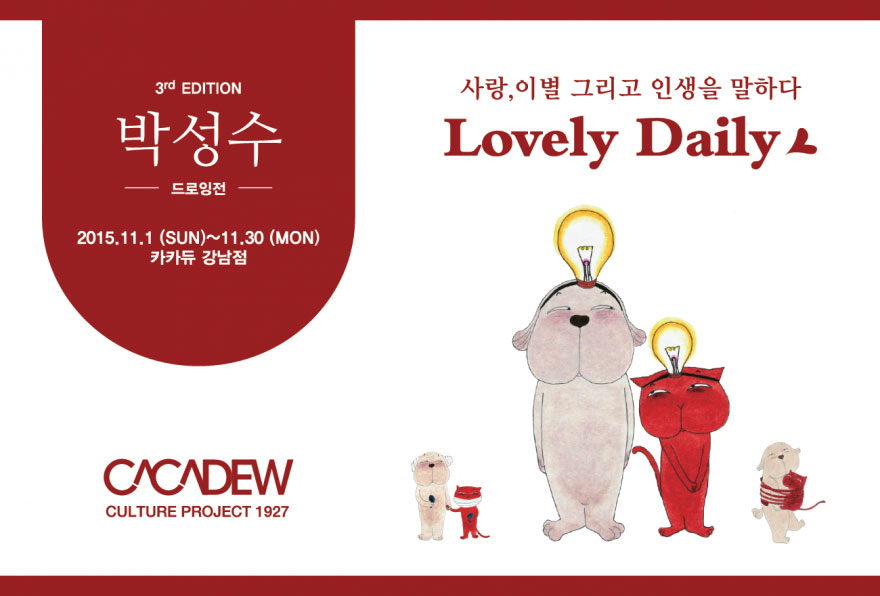 3rd EDITION
박성수
드로잉전
2015.11.1 (SUN)~11.30 (MON)
카카듀 강남점
CACADEW
CULTURE PROJECT 1927
사랑,이별 그리고 인생을 말하다
Lovely Daily